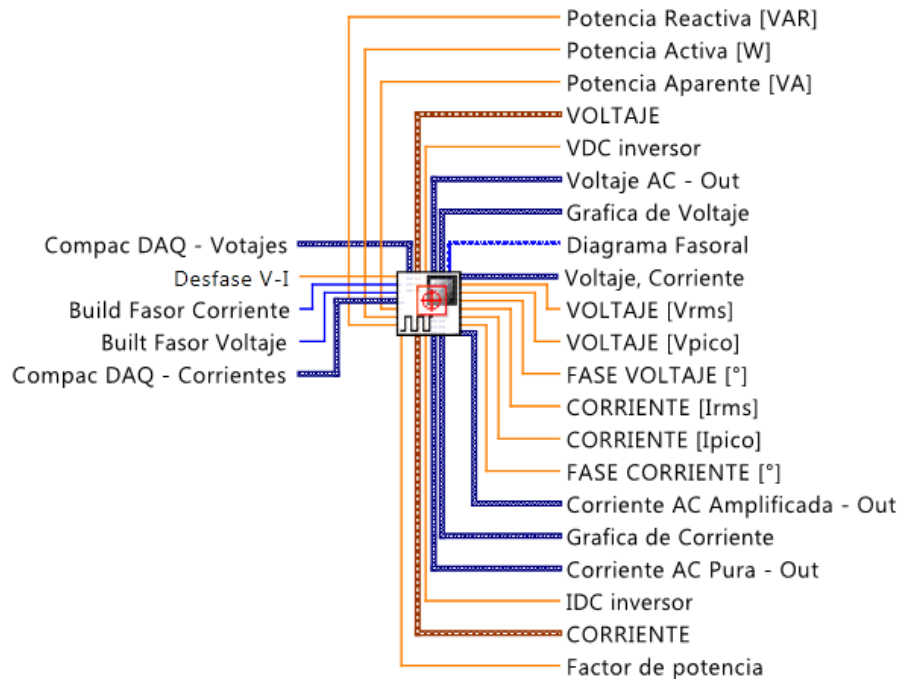 Compac DAQ - Votajes
Desfase V-I
Build Fasor Corriente
Built Fasor Voltaje
Compac DAQ - Corrientes
Potencia Reactiva [VAR]
Potencia Activa [W]
Potencia Aparente [VA]
VOLTAJE
VDC inversor
Voltaje AC - Out
Grafica de Voltaje
Diagrama Fasoral
Voltaje, Corriente
VOLTAJE [Vrms]
VOLTAJE [Vpico]
FASE VOLTAJE [°]
CORRIENTE [Irms]
CORRIENTE [Ipico]
FASE CORRIENTE [°]
Corriente AC Amplificada - Out
Grafica de Corriente
Corriente AC Pura - Out
IDC inversor
CORRIENTE
Factor de potencia